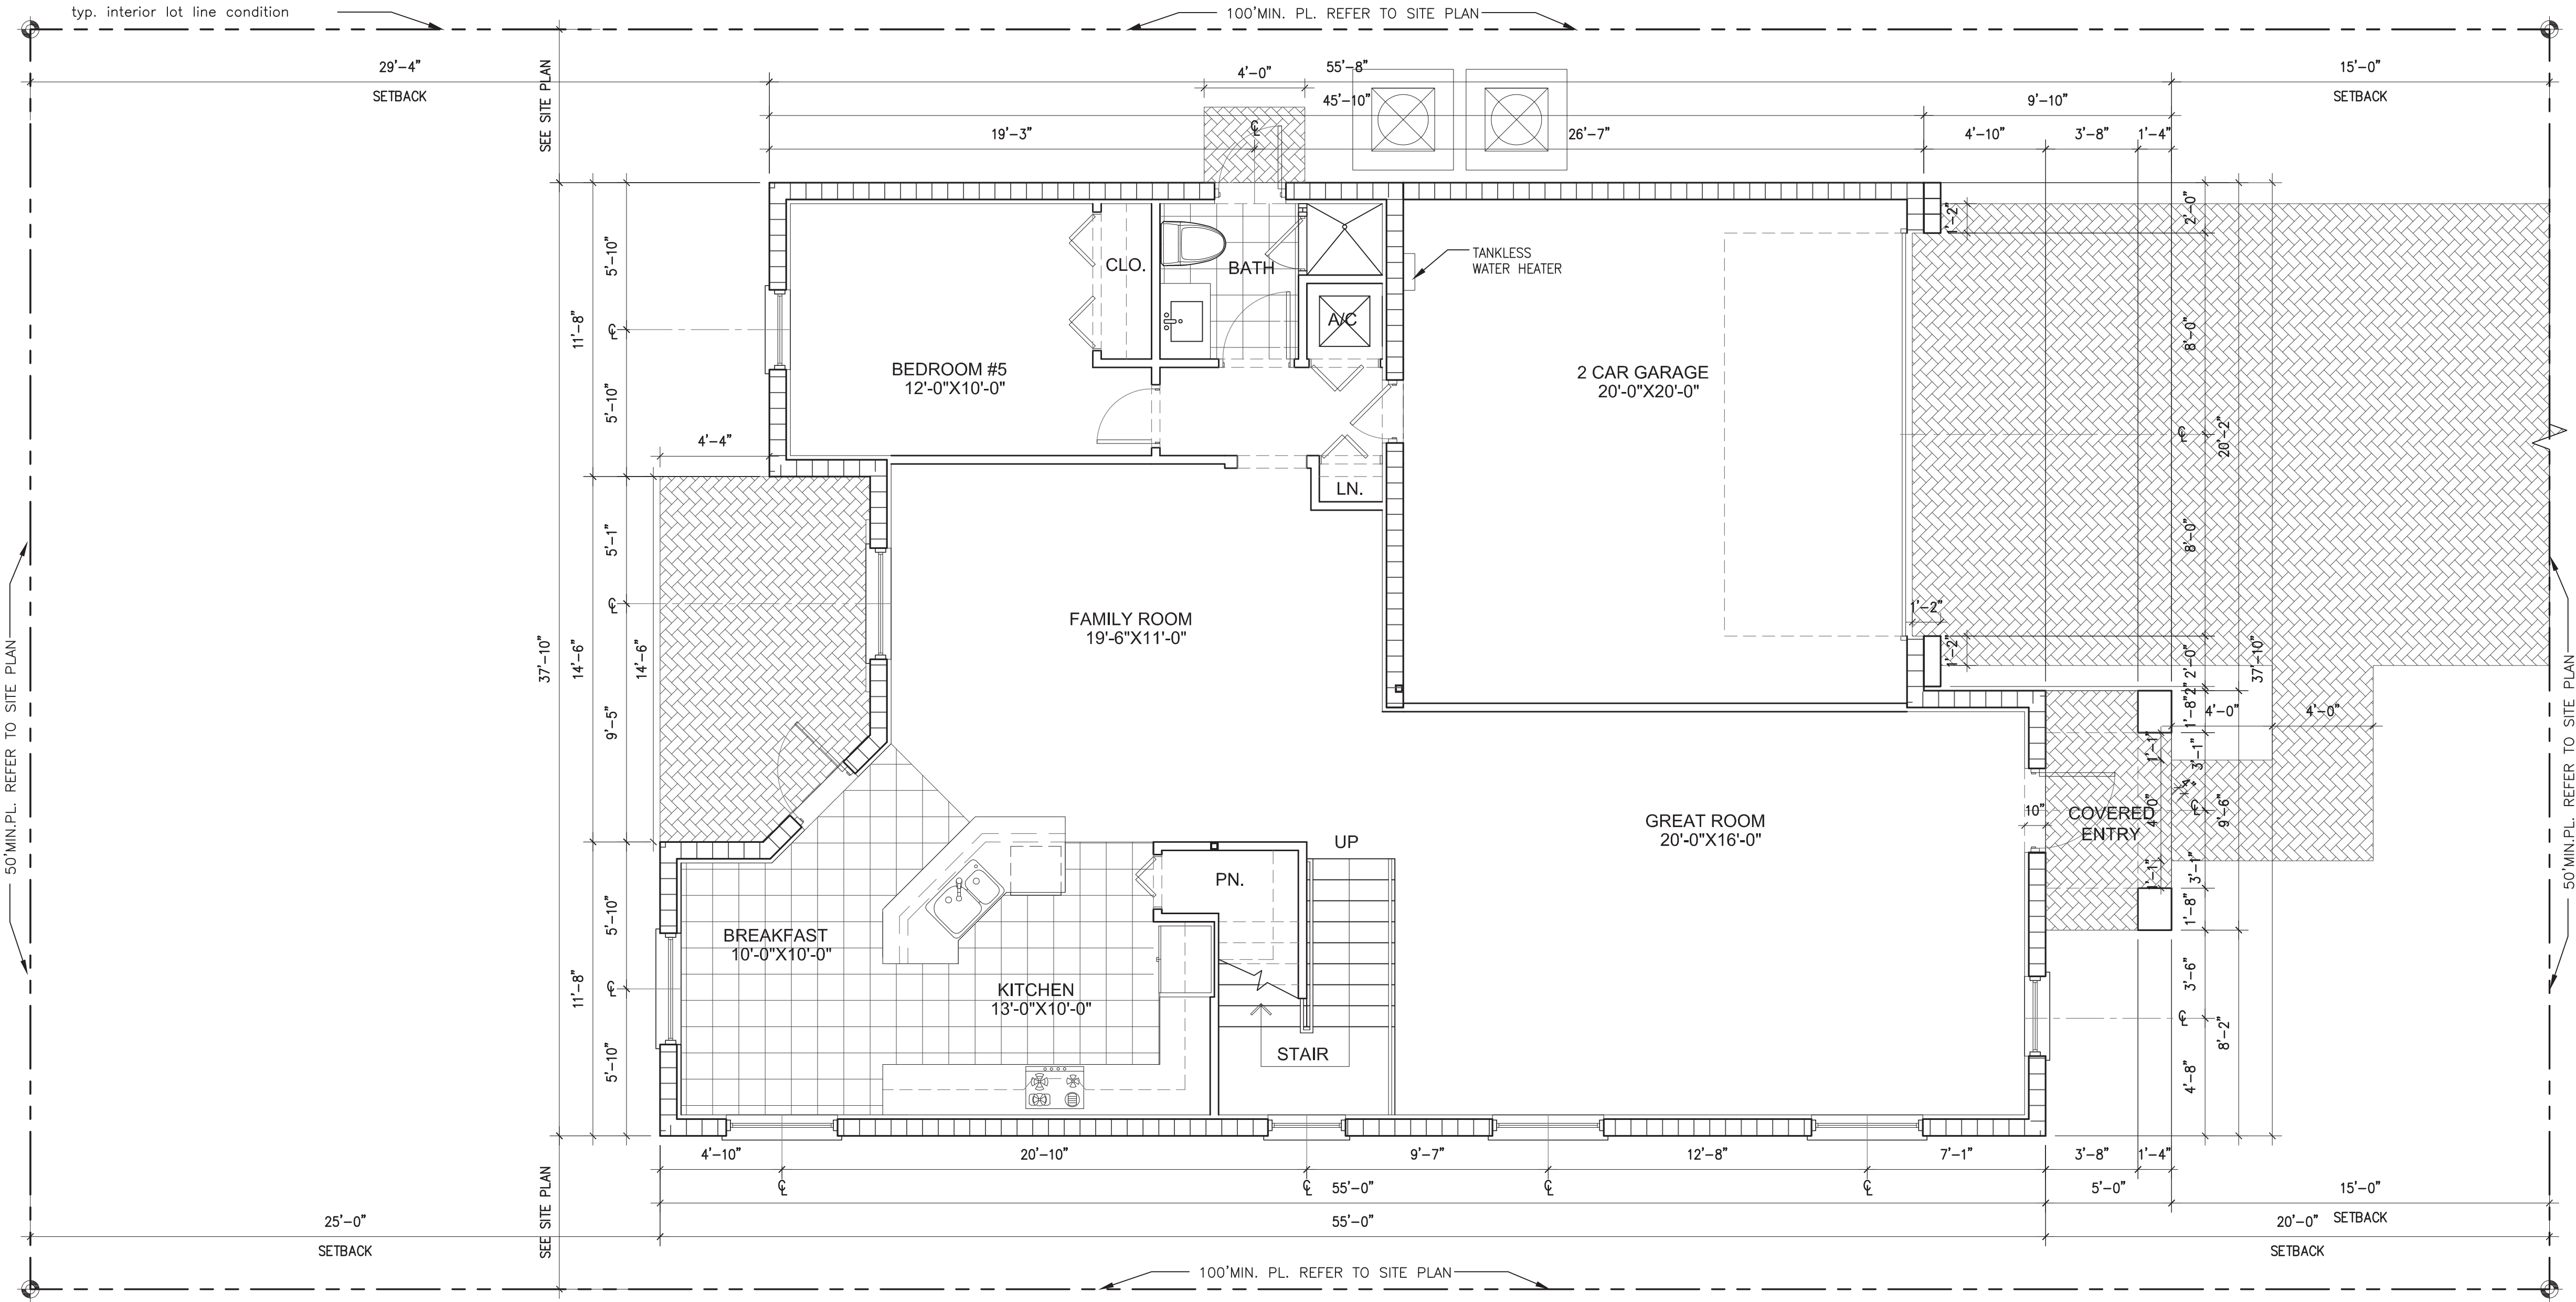 typ. interior lot line condition
100'MIN. PL. REFER TO SITE PLAN
29'-4"
SETBACK
SEE SITE PLAN
4'-0"
55'-8"
45'-10"
15'-0"
SETBACK
9'-10"
19'-3"
26'-7"
4'-10"
3'-8"
1'-4"
5'-10"
11'-8"
5'-10"
4'-4"
CLO.
BATH
A/C
TANKLESS
WATER HEATER
BEDROOM #5
12'-0"X10'-0"
2 CAR GARAGE
20'-0"X20'-0"
LN.
1'-2"
2'-0"
8'-0"
20'-2"
8'-0"
1'-2"
1'-2"
2'-0"
2"
37'-10"
5'-1"
37'-10"
14'-6"
14'-6"
9'-5"
50'MIN.PL. REFER TO SITE PLAN
50'MIN.PL. REFER TO SITE PLAN
FAMILY ROOM
19'-6"X11'-0"
1'-8"
4'-0"
4'-0"
1'-1"
3'-1"
4"
10"
COVERED
ENTRY
4'-0"
9'-6"
1'-1"
3'-1"
1'-8"
GREAT ROOM
20'-0"X16'-0"
UP
PN.
BREAKFAST
10'-0"X10'-0"
KITCHEN
13'-0"X10'-0"
STAIR
5'-10"
11'-8"
5'-10"
3'-6"
8'-2"
4'-8"
4'-10"
20'-10"
9'-7"
12'-8"
7'-1"
3'-8"
1'-4"
SEE SITE PLAN
55'-0"
5'-0"
15'-0"
SETBACK
25'-0"
SETBACK
55'-0"
20'-0"
SETBACK
100'MIN. PL. REFER TO SITE PLAN